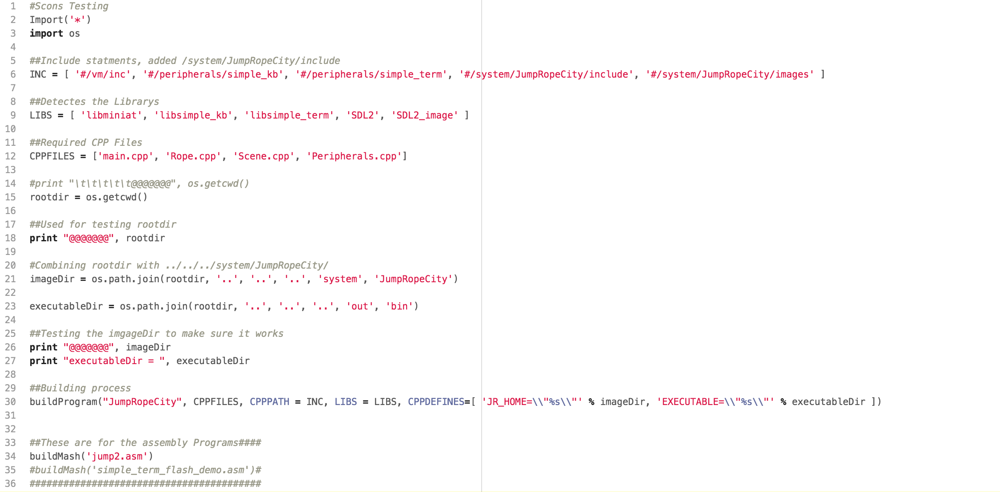 1 #Scons Testing
2 Import('*')
3 import os
4
5 ##Include statments, added /system/JumpRopeCity/include
6 INC = [ '#/vm/inc', '#/peripherals/simple_kb', '#/peripherals/simple_term', '#/system/JumpRopeCity/include', '#/system/JumpRopeCity/images' ]
7
8 ##Detectes the Librarys
9 LIBS = [ 'libminiat', 'libsimple_kb', 'libsimple_term', 'SDL2', 'SDL2_image' ]
10
11 ##Required CPP Files
12 CPPFILES = ['main.cpp', 'Rope.cpp', 'Scene.cpp', 'Peripherals.cpp']
13
14 #print "\t\t\t\t\t@@@@@@@", os.getcwd()
15 rootdir = os.getcwd()
16
17 ##Used for testing rootdir
18 print "@@@@@@@", rootdir
19
20 #Combining rootdir with ../../../system/JumpRopeCity/
21 imageDir = os.path.join(rootdir, '..', '..', '..', 'system', 'JumpRopeCity')
22
23 executableDir = os.path.join(rootdir, '..', '..', '..', 'out', 'bin')
24
25 ##Testing the imgageDir to make sure it works
26 print "@@@@@@@", imageDir
27 print "executableDir = ", executableDir
28
29 ##Building process
30 buildProgram("JumpRopeCity", CPPFILES, CPPPATH = INC, LIBS = LIBS, CPPDEFINES=[ 'JR_HOME=\\"%s\\"' % imageDir, 'EXECUTABLE=\\"%s\\"' % executableDir ])
31
32
33 ##These are for the assembly Programs####
34 buildMash('jump2.asm')
35 #buildMash('simple_term_flash_demo.asm')#
36 #########################################